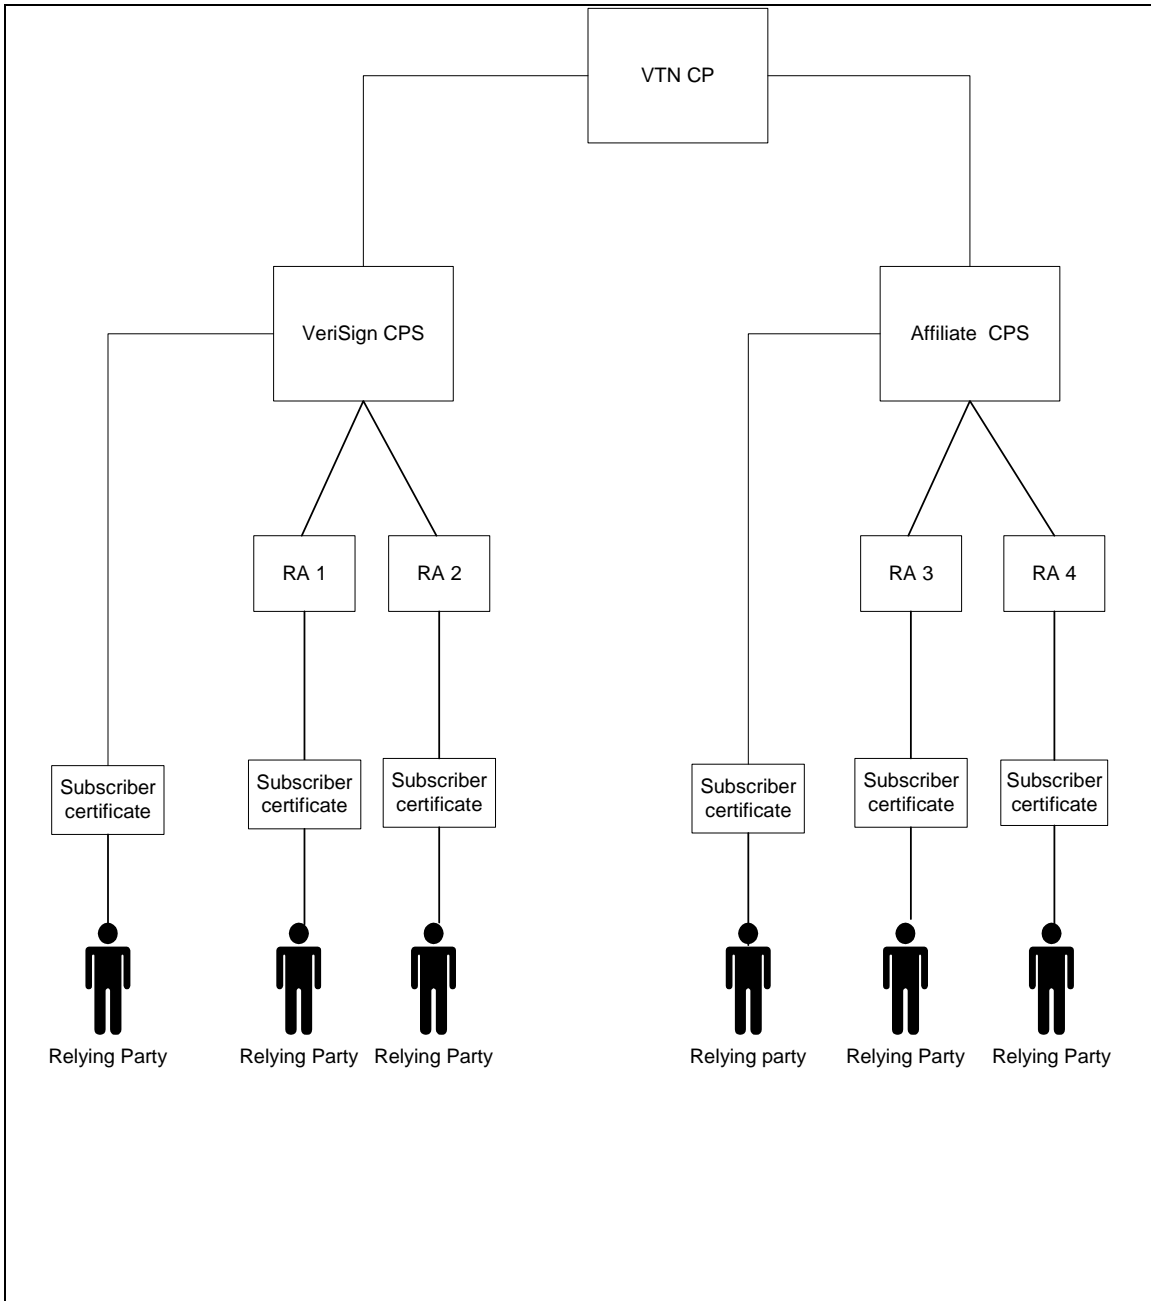 VTN CP
VeriSign CPS
Affiliate  CPS
RA 1
RA 2
RA 3
RA 4
Subscriber
certificate
Subscriber
certificate
Subscriber
certificate
Subscriber
certificate
Subscriber
certificate
Subscriber
certificate
Relying Party
Relying Party
Relying Party
Relying party
Relying Party
Relying Party